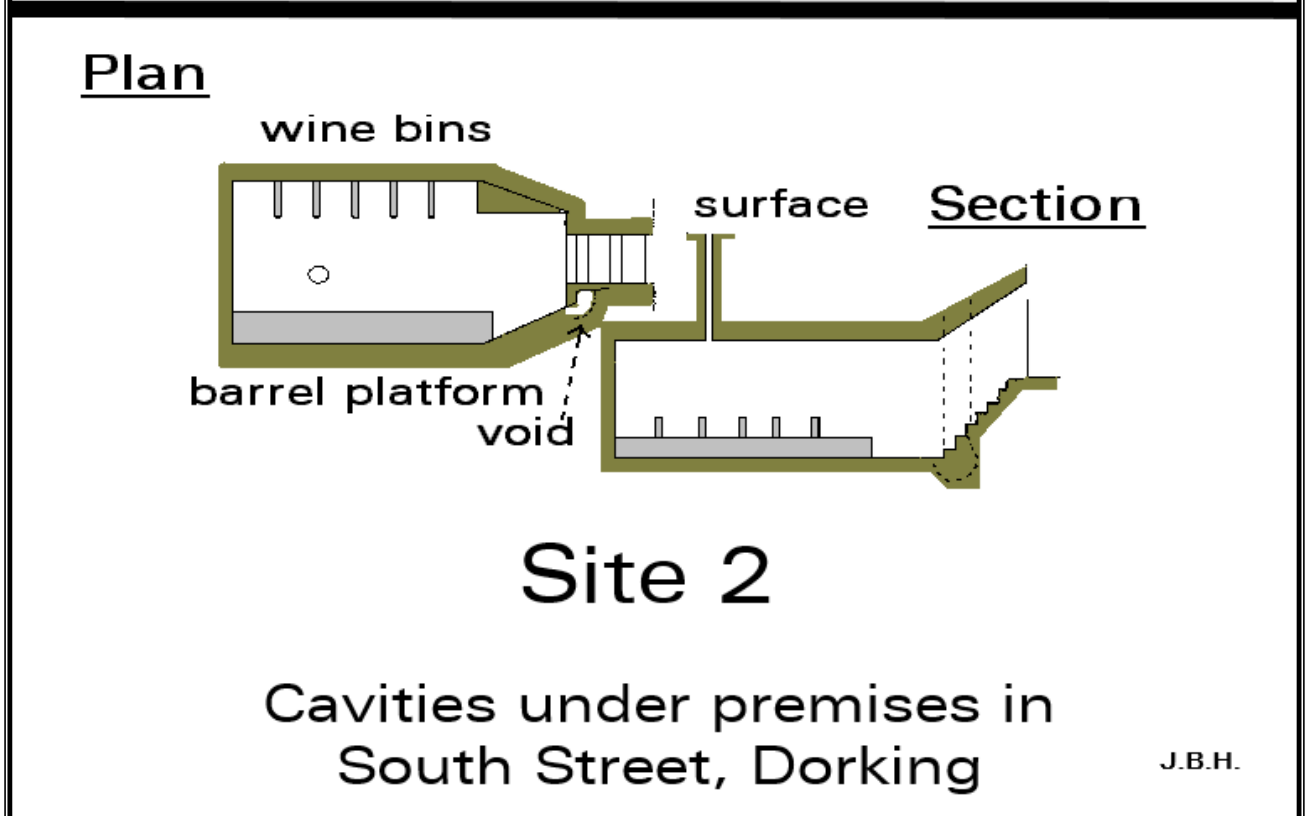 Plan
wine bins
surface
Section
barrel platform
void
Site 2
Cavities under premises in
South Street, Dorking
J.B.H.